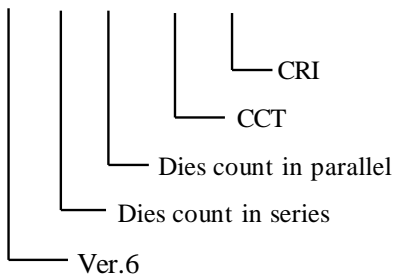 CRI
CCT
Dies count in parallel
Dies count in series
Ver.6